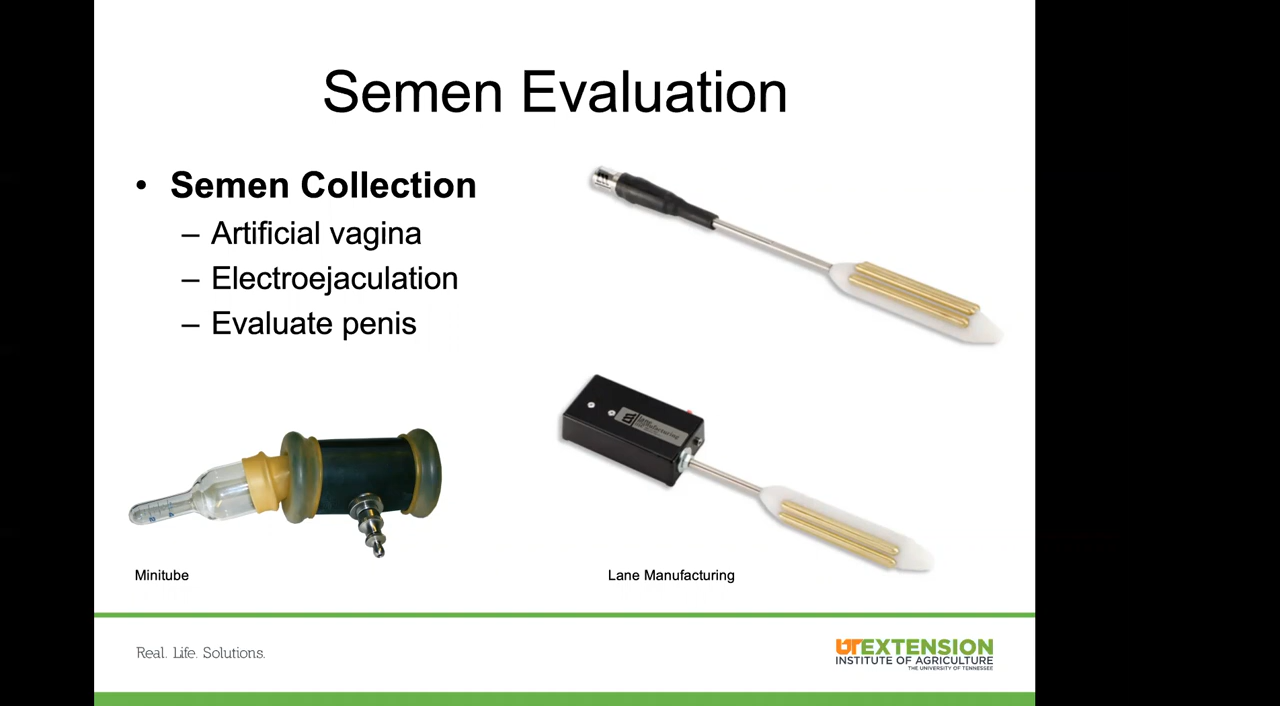 Semen Evaluation
• Semen Collection
– Artificial vagina
– Electroejaculation
– Evaluate penis
Minitube
Lane Manufacturing
Real. Life. Solutions.
UTEXTENSION
INSTITUTE OF AGRICULTURE
THE UNIVERSITY OF TENNESSEE